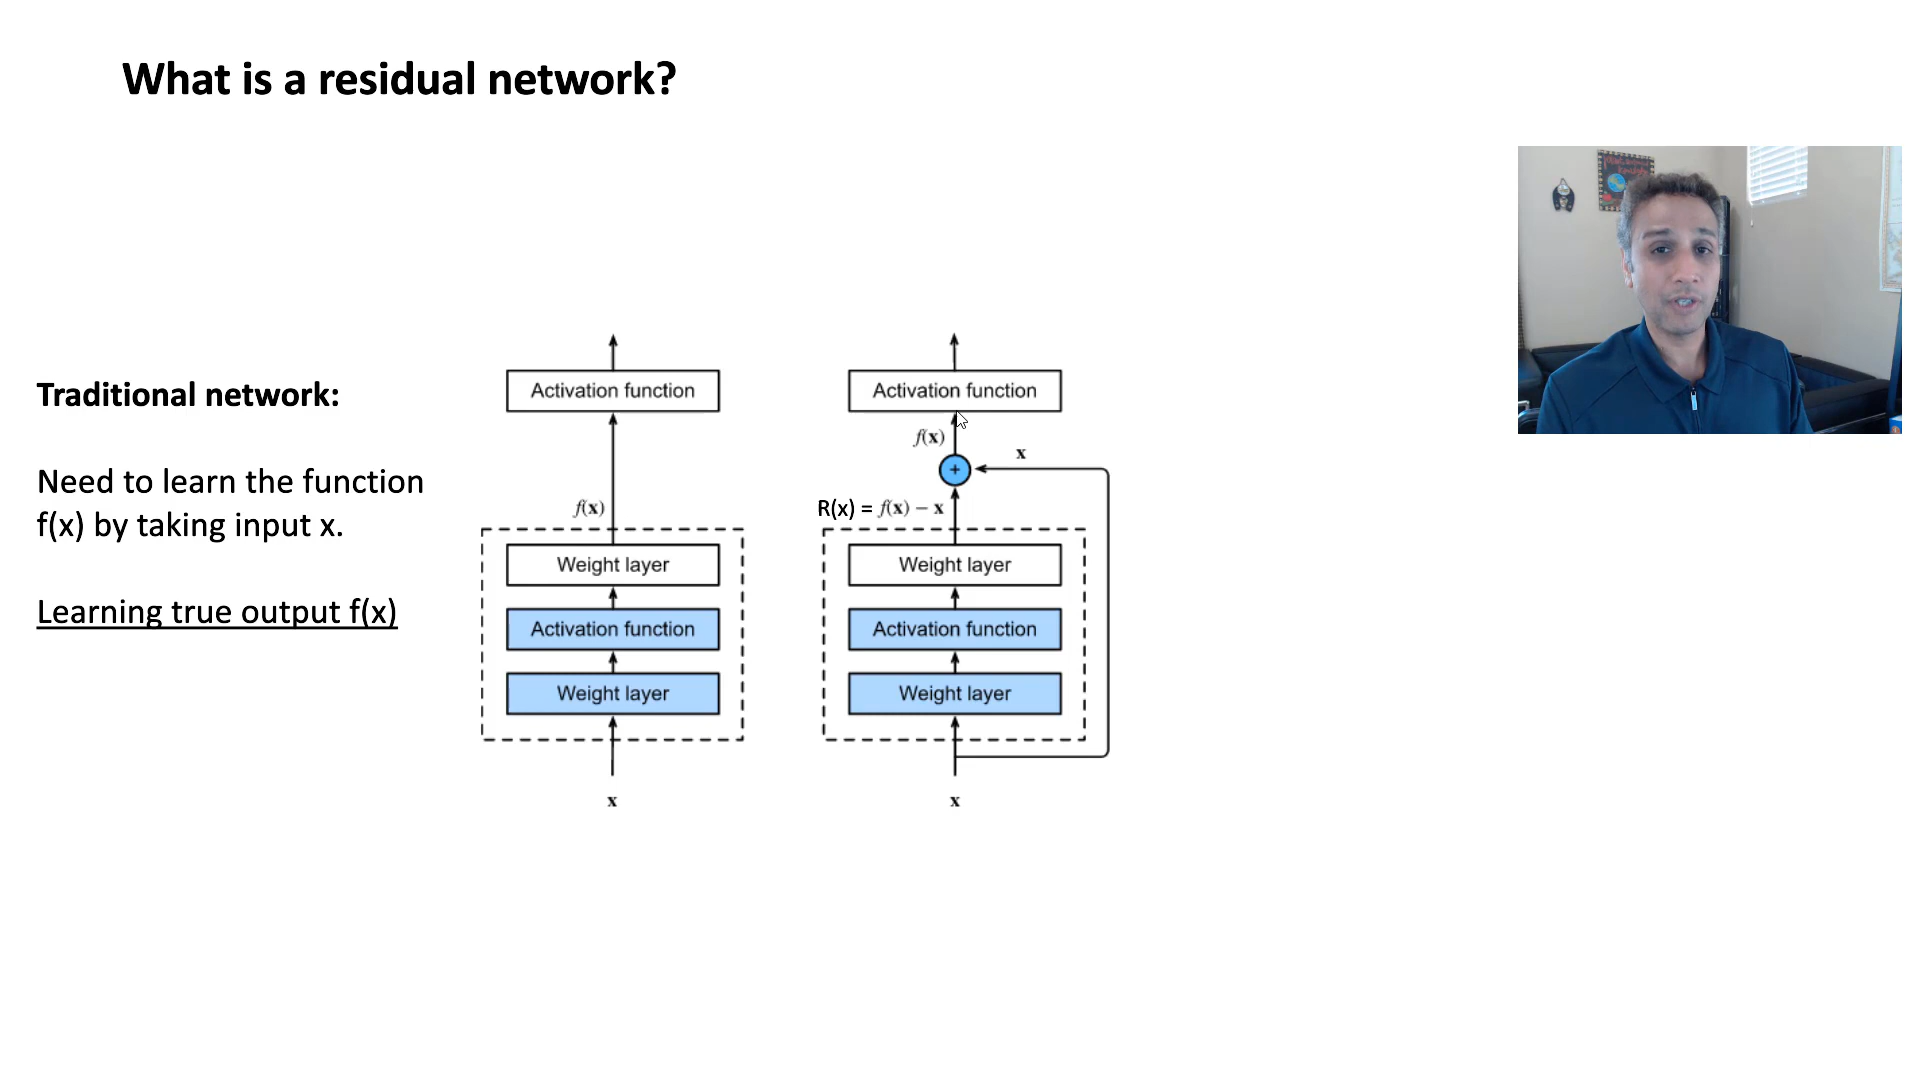 What is a residual network?
Traditional network:
Need to learn the function
f(x) by taking input x.
Learning true output f(x)
Activation function
f(x)
Weight layer
Activation function
Weight layer
x
Activation function
f(x)
x
+
R(x) = f(x) − x
Weight layer
Activation function
Weight layer
x